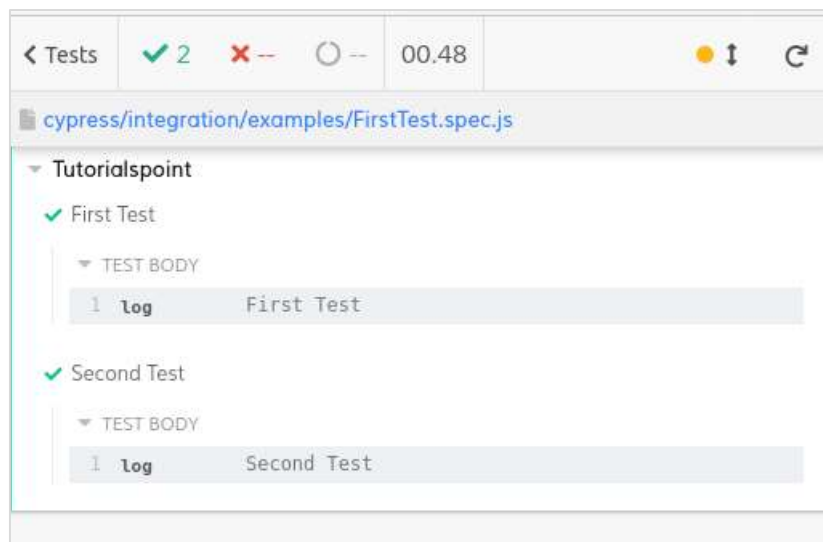 Tests 2 -- -- 00.48
cypress/integration/examples/FirstTest.spec.js
Tutorialspoint
First Test
TEST BODY
1 log First Test
Second Test
TEST BODY
1 log Second Test